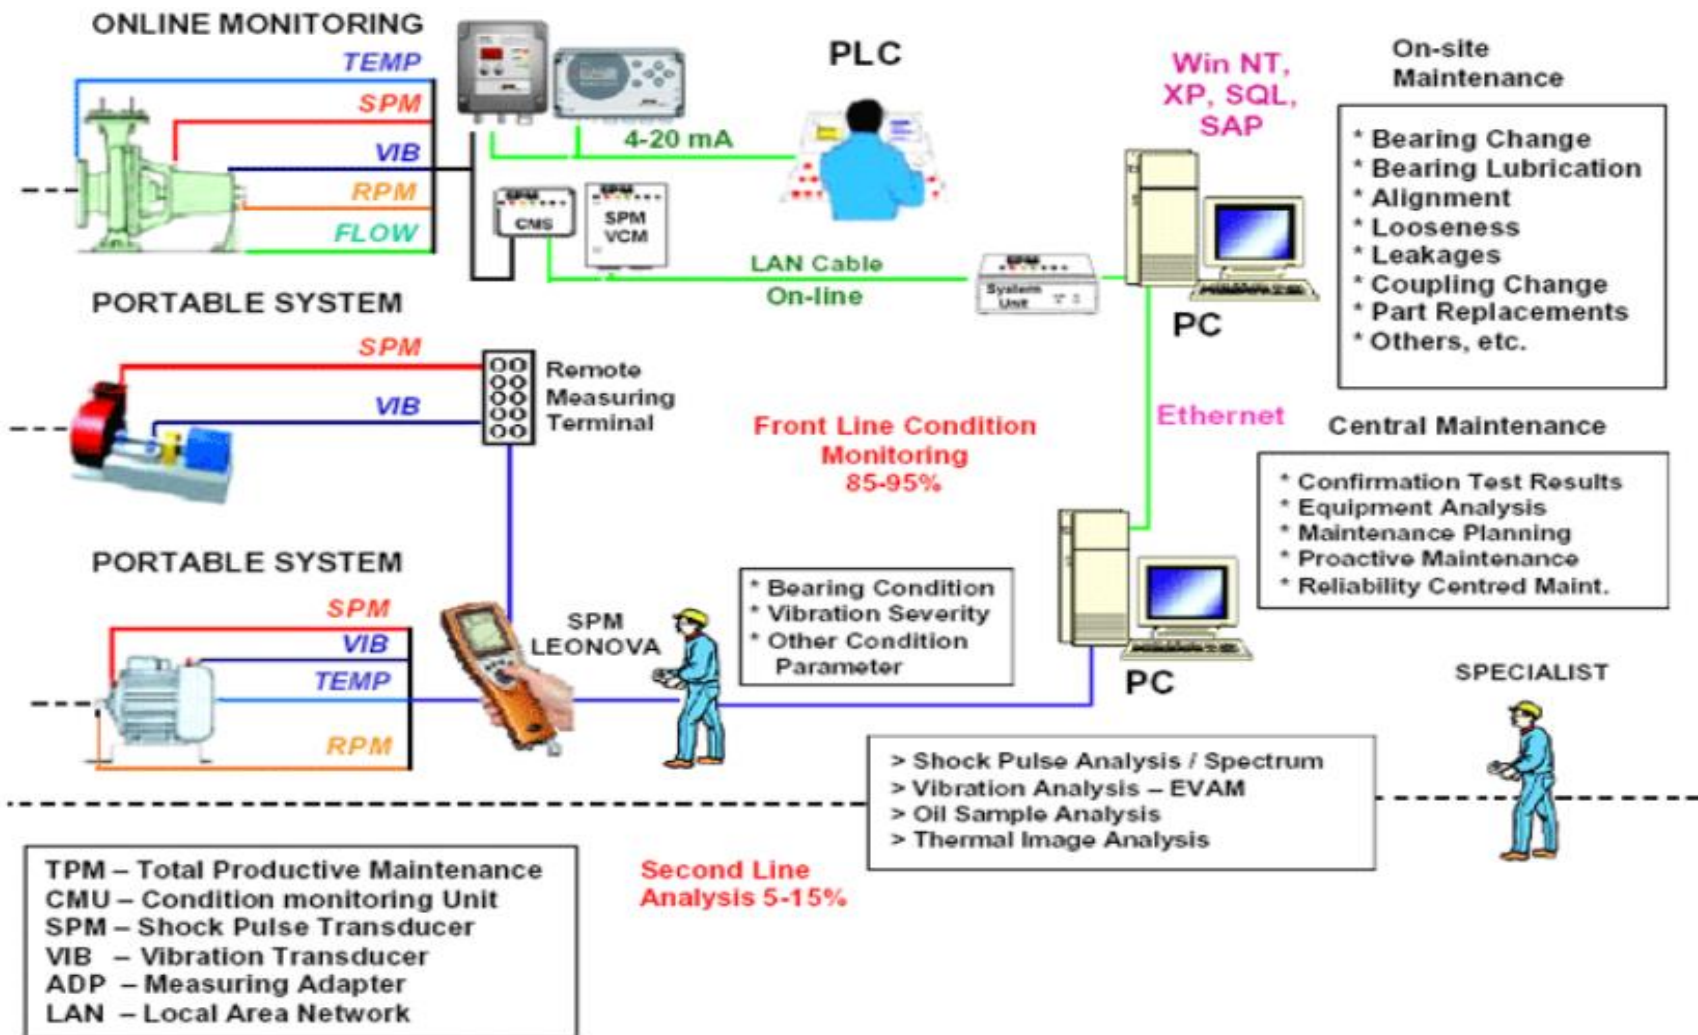 ONLINE MONITORING
TEMP
SPM
VIB
RPM
FLOW
4-20 mA
PLC
SPM
CMS
SPM
VCM
LAN Cable
On-line
SPM
System
Unit
Win NT,
XP, SQL,
SAP
PC
On-site
Maintenance
* Bearing Change
* Bearing Lubrication
* Alignment
* Looseness
* Leakages
* Coupling Change
* Part Replacements
* Others, etc.
PORTABLE SYSTEM
SPM
VIB
Remote
Measuring
Terminal
Front Line Condition
Monitoring
85-95%
Ethernet
Central Maintenance
* Confirmation Test Results
* Equipment Analysis
* Maintenance Planning
* Proactive Maintenance
* Reliability Centred Maint.
PORTABLE SYSTEM
SPM
VIB
TEMP
RPM
SPM
LEONOVA
* Bearing Condition
* Vibration Severity
* Other Condition
Parameter
PC
SPECIALIST
> Shock Pulse Analysis / Spectrum
> Vibration Analysis – EVAM
> Oil Sample Analysis
> Thermal Image Analysis
TPM – Total Productive Maintenance
CMU – Condition monitoring Unit
SPM – Shock Pulse Transducer
VIB – Vibration Transducer
ADP – Measuring Adapter
LAN – Local Area Network
Second Line
Analysis 5-15%